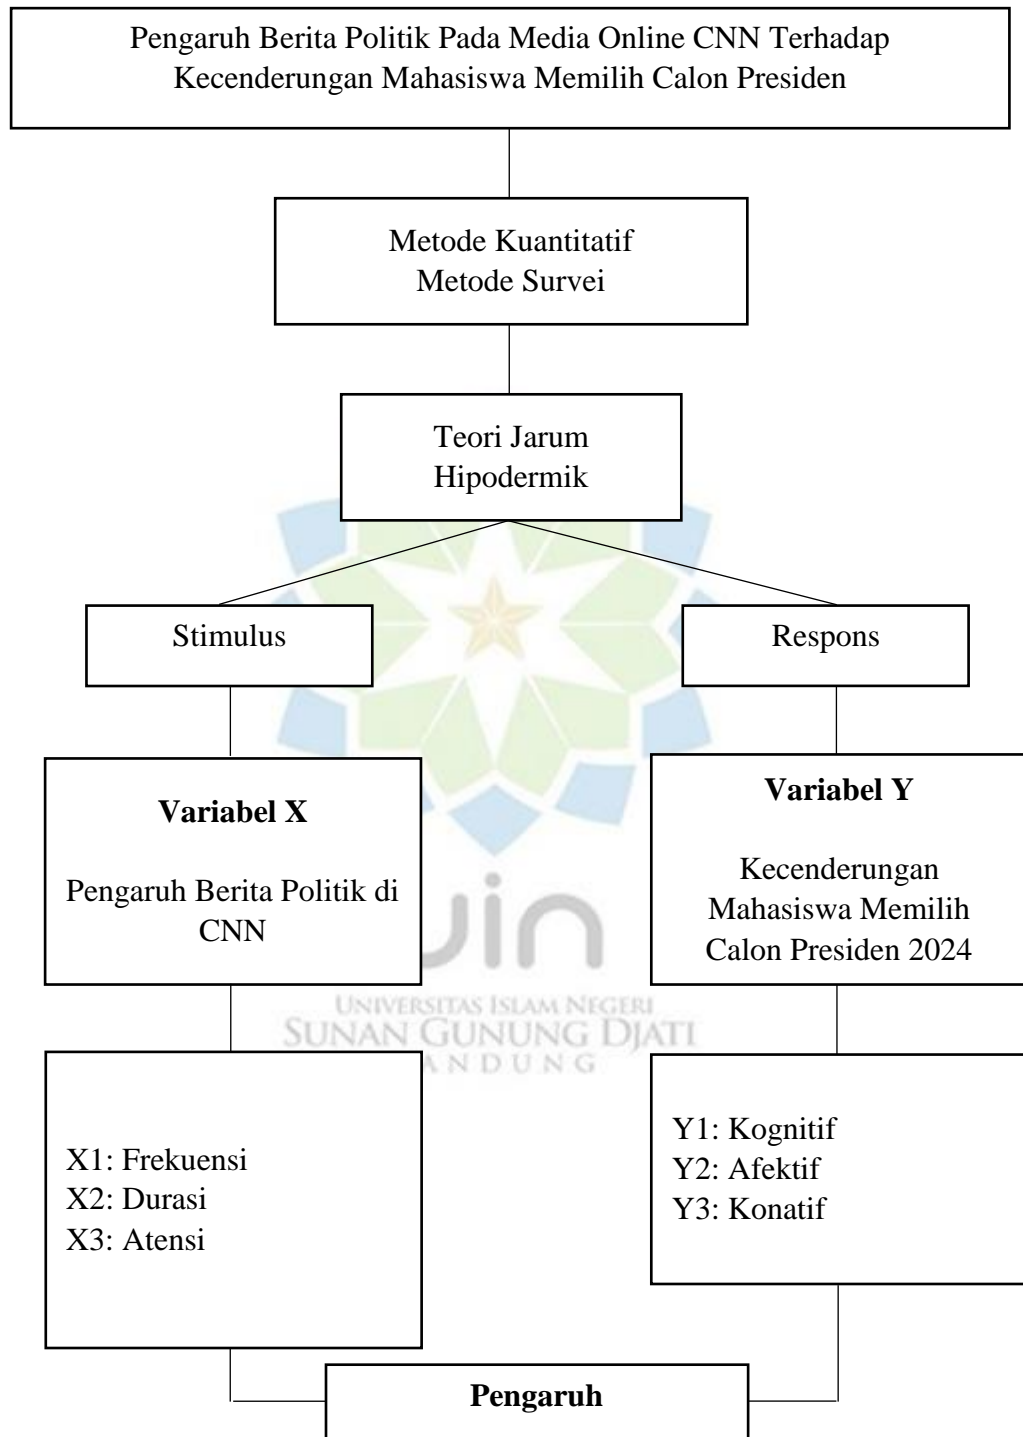 Pengaruh Berita Politik Pada Media Online CNN Terhadap
Kecenderungan Mahasiswa Memilih Calon Presiden
Metode Kuantitatif
Metode Survei
Teori Jarum
Hipodermik
Stimulus
Respons
Variabel X
Pengaruh Berita Politik di
CNN
Variabel Y
Kecenderungan
Mahasiswa Memilih
Calon Presiden 2024
uin
UNIVERSITAS ISLAM NEGERI
SUNAN GUNUNG DJATI
ANDUNG
X1: Frekuensi
X2: Durasi
X3: Atensi
Y1: Kognitif
Y2: Afektif
Y3: Konatif
Pengaruh